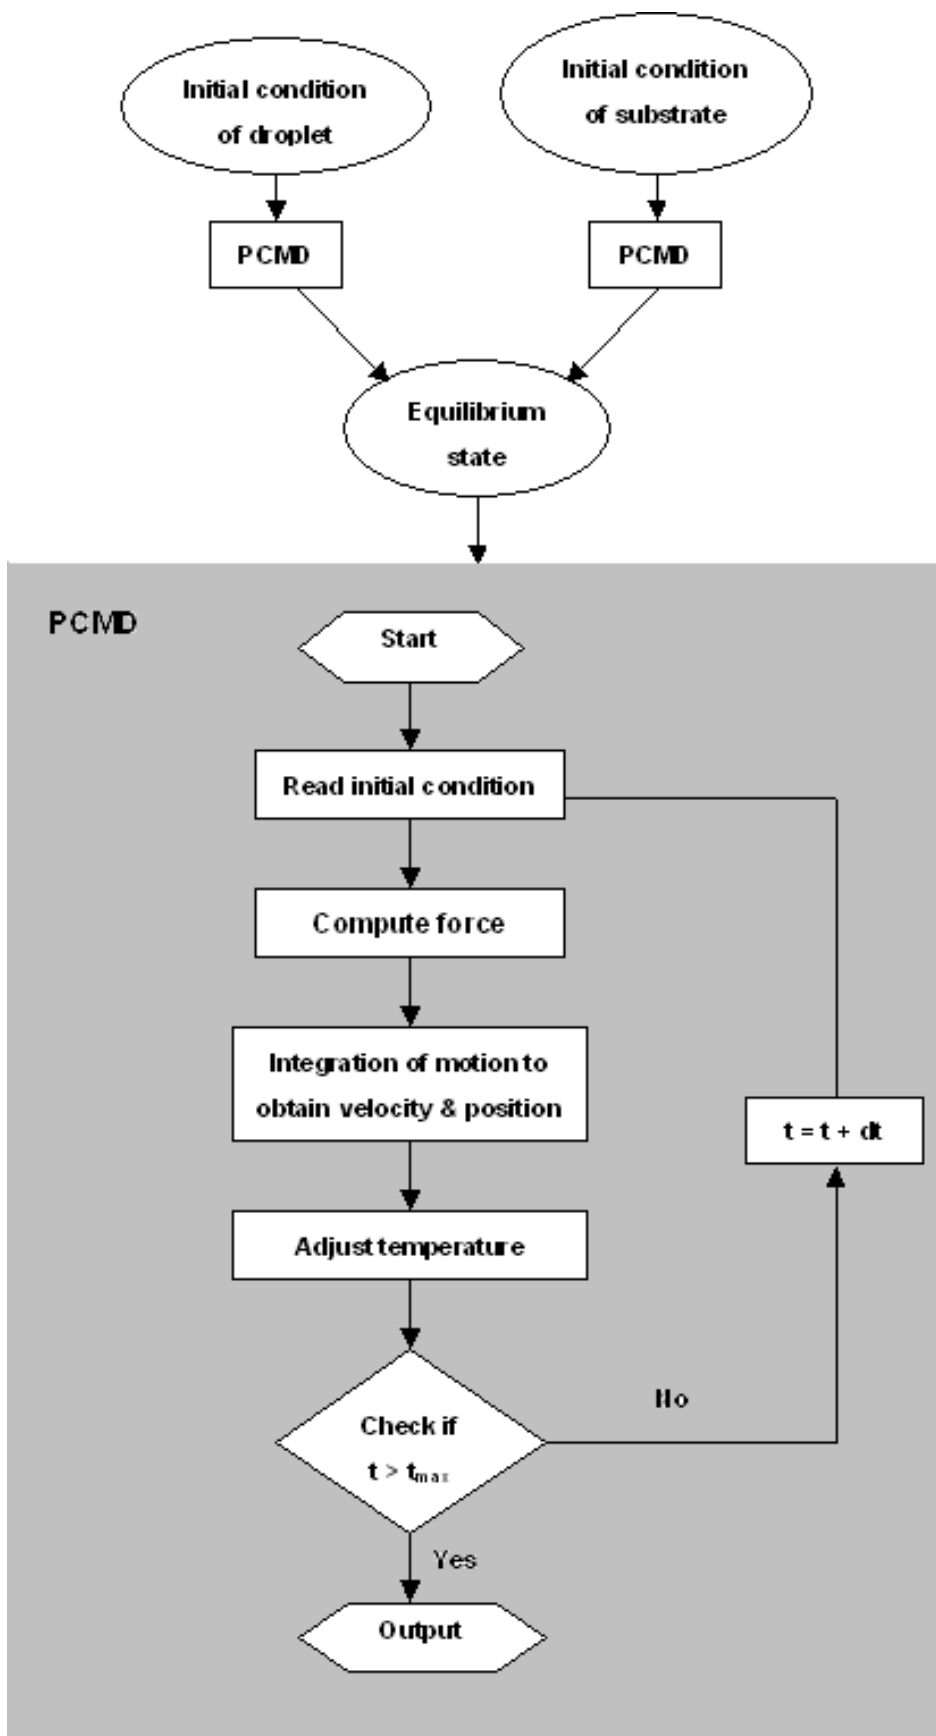 Initial condition
of droplet
Initial condition
of substrate
PCMD
PCMD
Equilibrium
state
PCMD
Start
Read initial condition
Compute force
Integration of motion to
obtain velocity & position
t = t + dt
Adjust temperature
No
Check if
t > tmax
Yes
Output